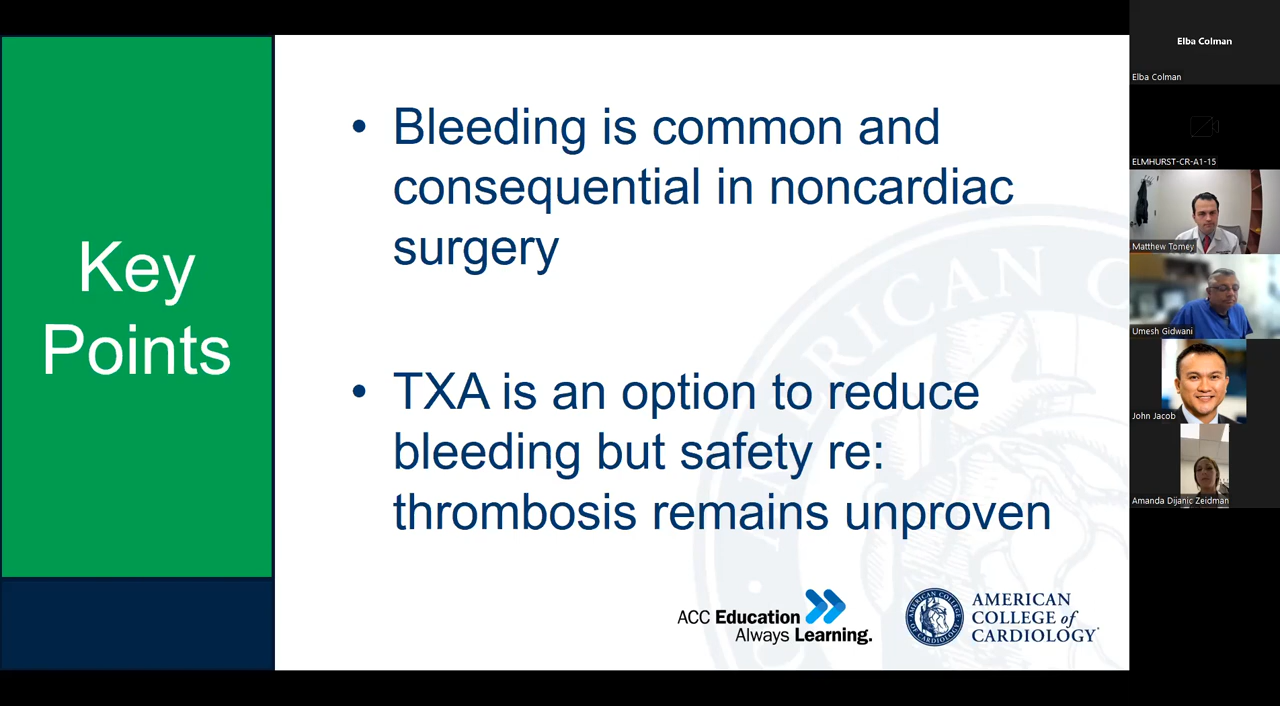 Key
Points
• Bleeding is common and
consequential in noncardiac
surgery
• TXA is an option to reduce
bleeding but safety re:
thrombosis remains unproven
ACC Education
Always Learning.
AMERICAN
COLLEGE of
CARDIOLOGY
AMERICAN C
Elba Colman
Elba Colman
ELMHURST-CR-A1-15
Matthew Tomey
Umesh Gidwani
John Jacob
Amanda Dijanic Zeidman